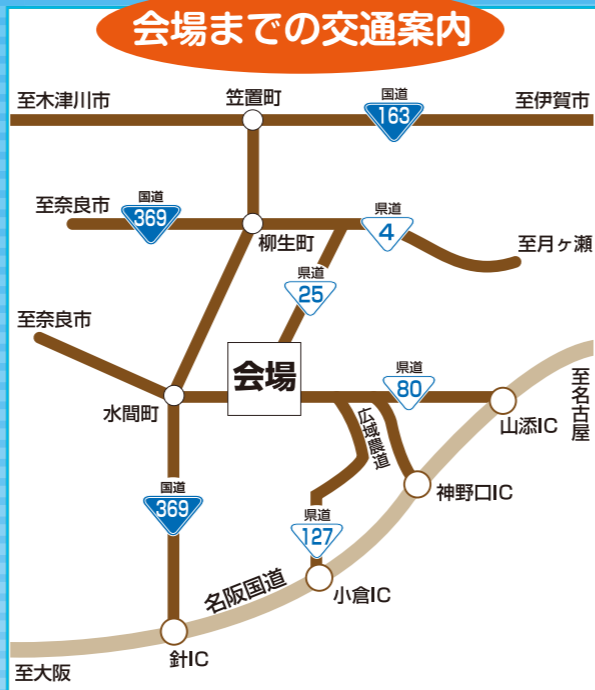 会場までの交通案内
至木津川市
笠置町
国道
163
至伊賀市
至奈良市
国道
369
柳生町
県道
4
至月ヶ瀬
県道
25
至奈良市
会場
県道
80
至名古屋
水間町
広域農道
山添IC
国道
369
神野口IC
県道
127
名阪国道
小倉IC
針IC
至大阪